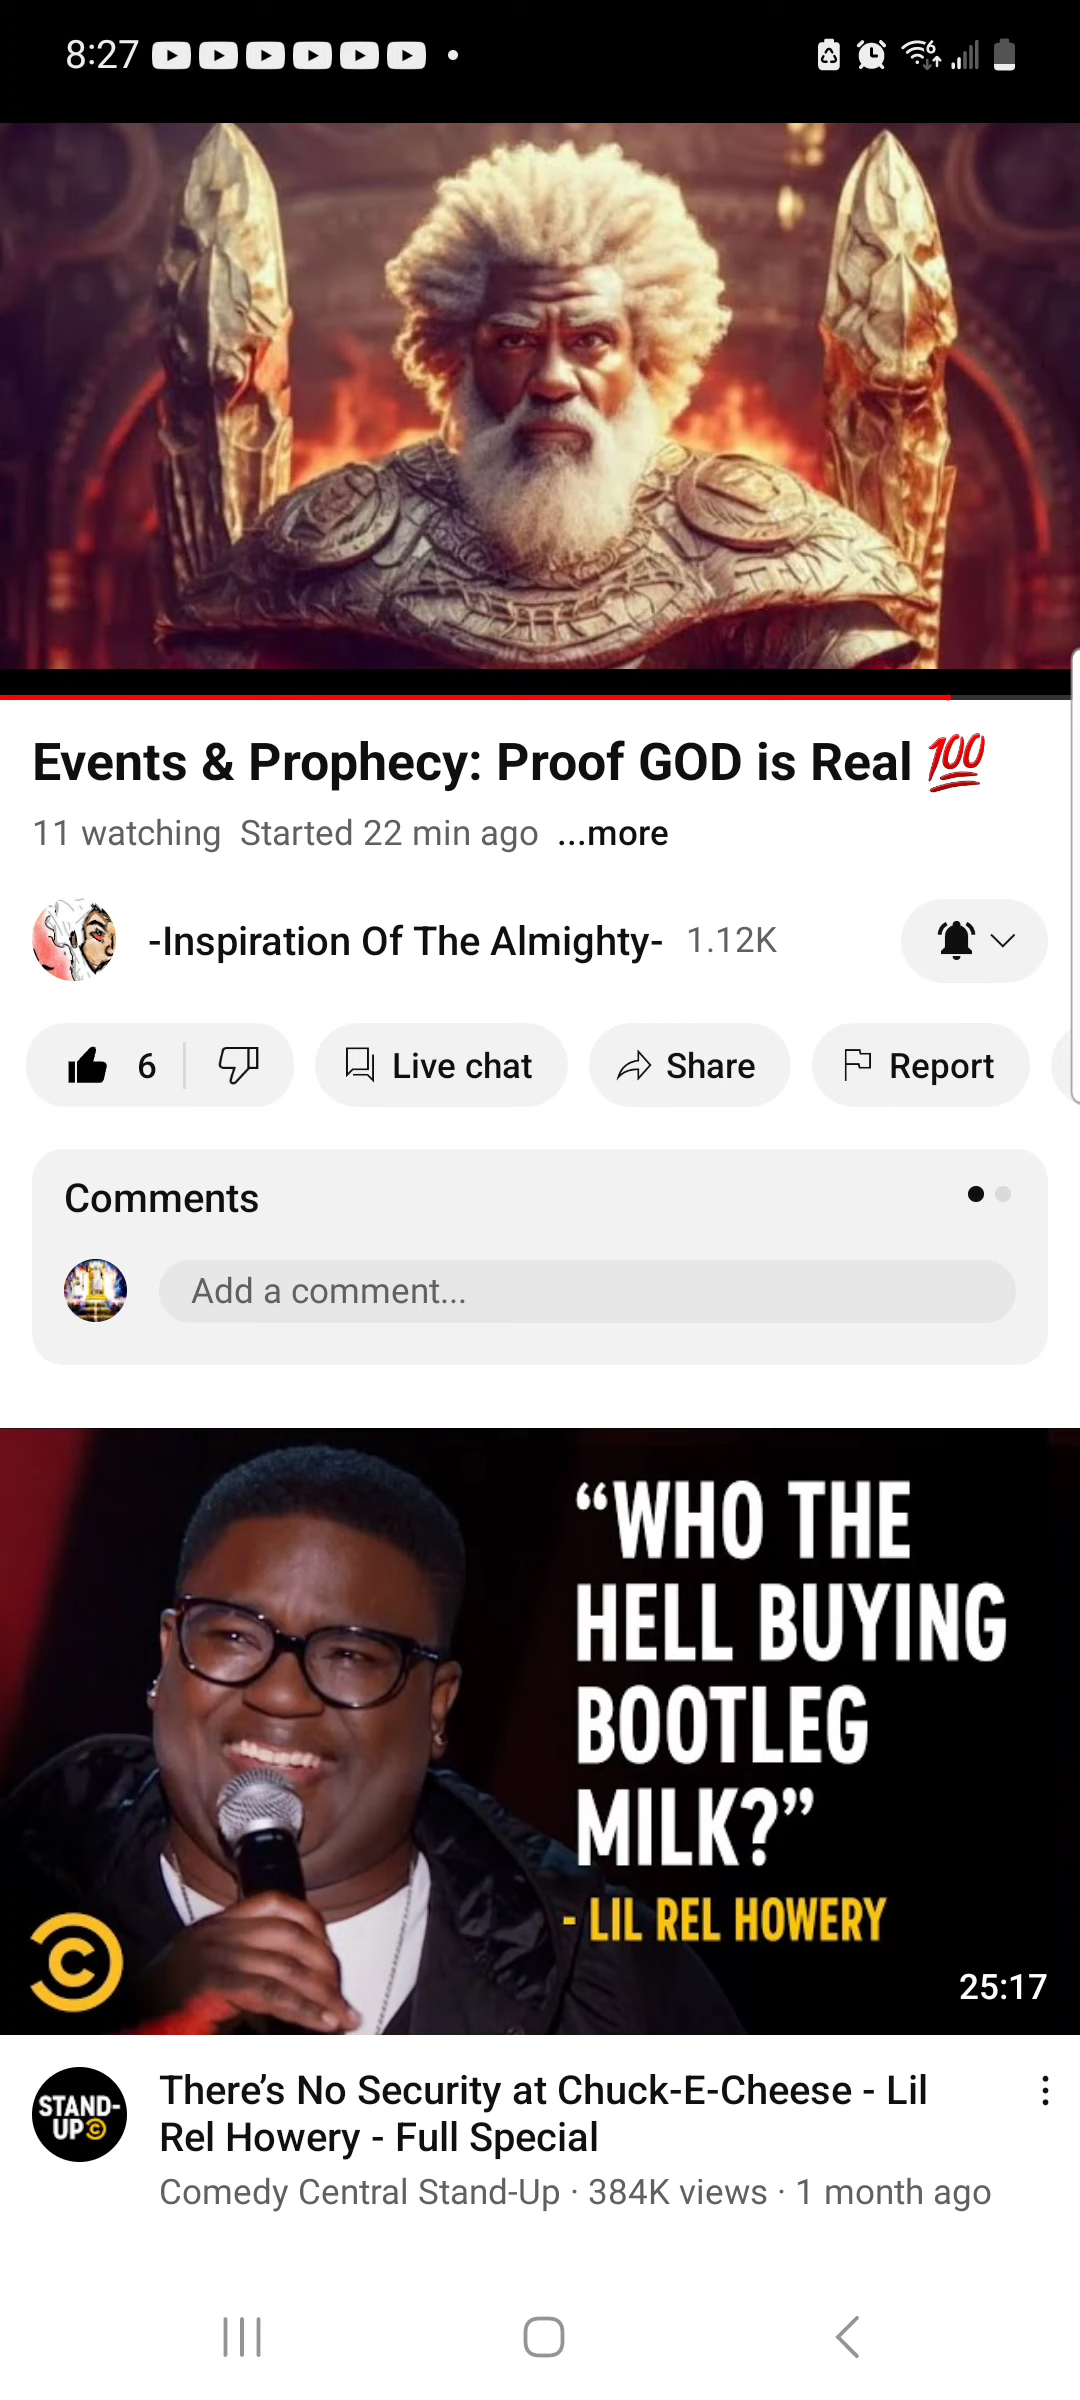 8:27
Events & Prophecy: Proof GOD is Real 💯
11 watching Started 22 min ago ...more
-Inspiration Of The Almighty- 1.12K
6
Live chat
Share
Report
Comments
Add a comment...
“WHO THE
HELL BUYING
BOOTLEG
MILK?”
- LIL REL HOWERY
25:17
STAND-
UP
There’s No Security at Chuck-E-Cheese - Lil
Rel Howery - Full Special
Comedy Central Stand-Up · 384K views · 1 month ago